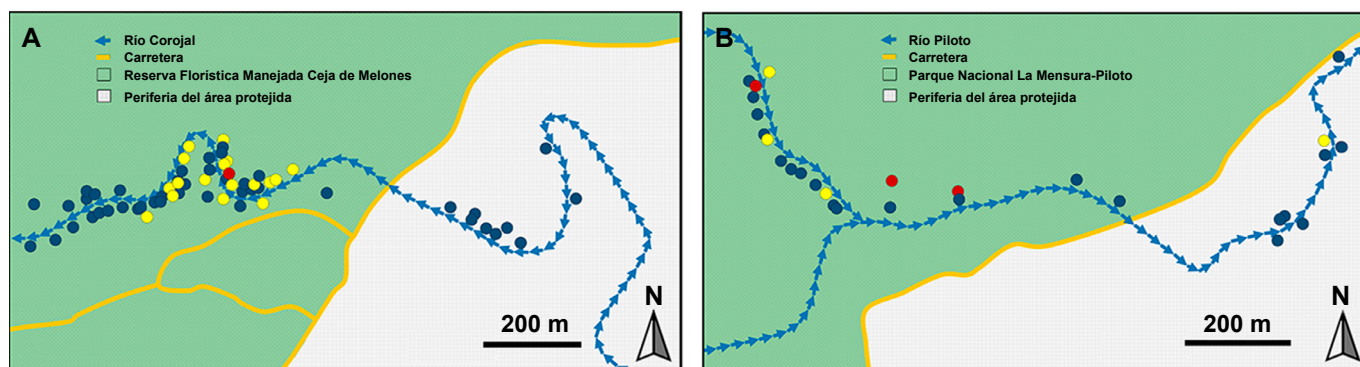 A
Río Corojal
Carretera
Reserva Florística Manejada Ceja de Melones
Periferia del área protejida
200 m
N
B
Río Piloto
Carretera
Parque Nacional La Mensura-Piloto
Periferia del área protejida
200 m
N